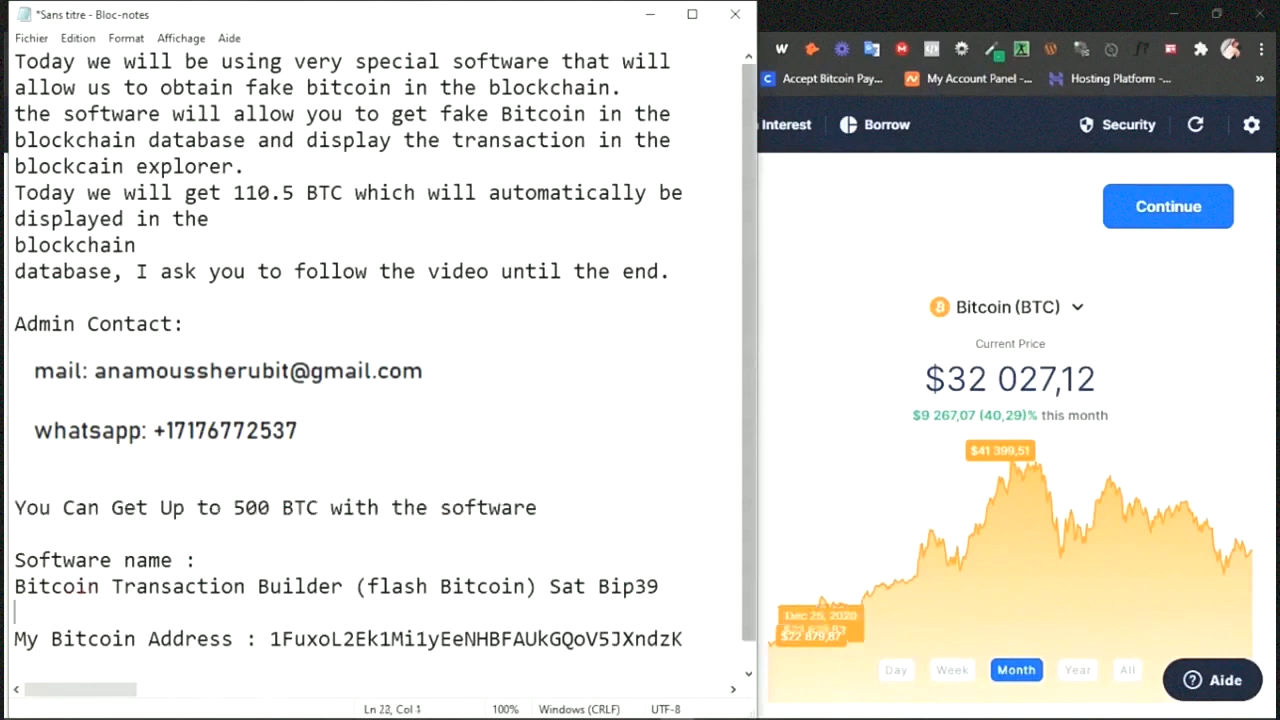 *Sans titre - Bloc-notes
Fichier Edition Format Affichage Aide
Today we will be using very special software that will
allow us to obtain fake bitcoin in the blockchain.
the software will allow you to get fake Bitcoin in the
blockchain database and display the transaction in the
blockcain explorer.
Today we will get 110.5 BTC which will automatically be
displayed in the
blockchain
database, I ask you to follow the video until the end.
Admin Contact:
mail: anamoussherubit@gmail.com
whatsapp: +17176772537
You Can Get Up to 500 BTC with the software
Software name :
Bitcoin Transaction Builder (flash Bitcoin) Sat Bip39
My Bitcoin Address : 1FuxoL2Ek1Mi1yEeNHBFAUkGQoV5JXndzK
Ln 22, Col 1 100% Windows (CRLF) UTF-8
Accept Bitcoin Pay... My Account Panel -... Hosting Platform -...
Interest Borrow Security
Continue
Bitcoin (BTC)
Current Price
$32 027,12
$9 267,07 (40,29)% this month
$41 399,51
Dec 25, 2020
$22 879,87
Day Week Month Year All
Aide